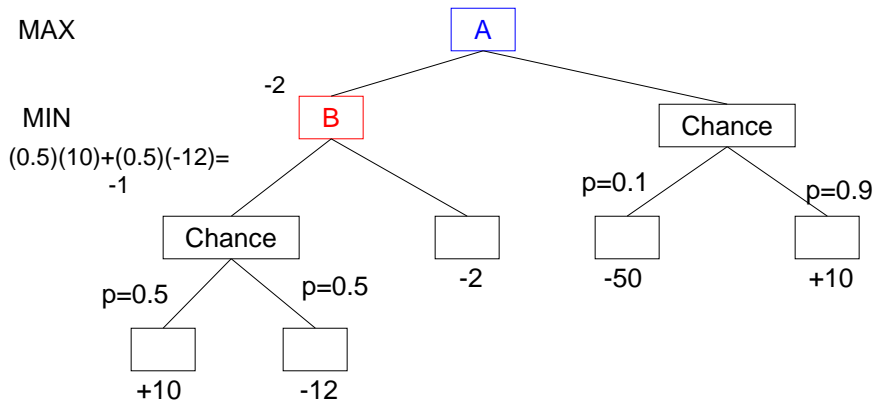 MAX
A
-2
MIN
B
Chance
(0.5)(10)+(0.5)(-12)=
-1
p=0.1
p=0.9
Chance
-2
-50
+10
p=0.5
p=0.5
+10
-12